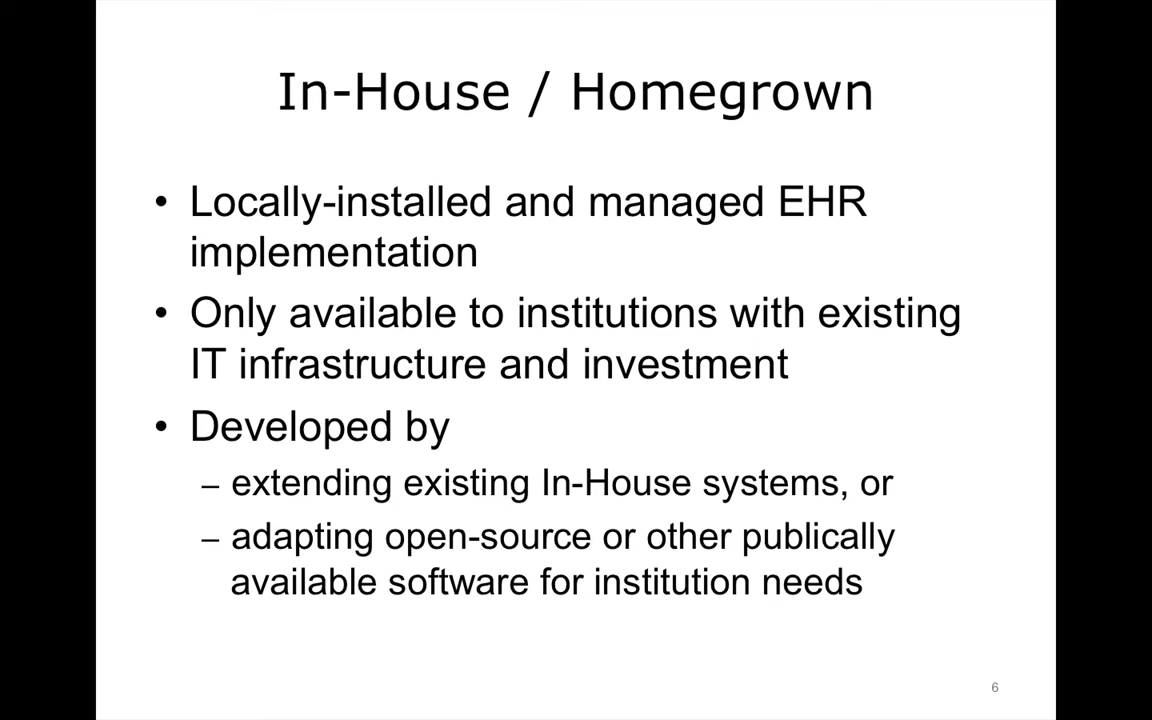 In-House / Homegrown
• Locally-installed and managed EHR
implementation
• Only available to institutions with existing
IT infrastructure and investment
• Developed by
– extending existing In-House systems, or
– adapting open-source or other publically
available software for institution needs
6